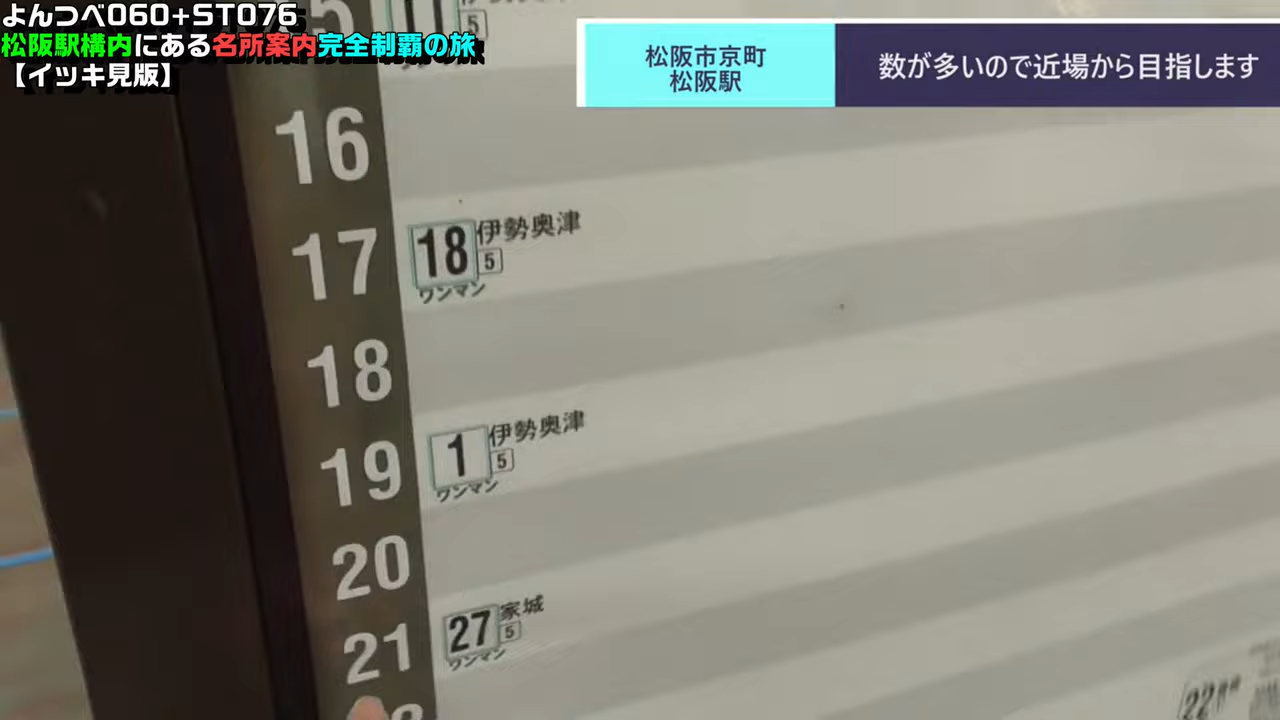 よんつべ060+ST076
松阪駅構内にある名所案内完全制覇の旅
【イッキ見版】
松阪市京町
松阪駅
数が多いので近場から目指します
15 11
5
16
17 18 伊勢奥津
5
ワンマン
18
19 1 伊勢奥津
5
ワンマン
20
21 27 家城
5
ワンマン